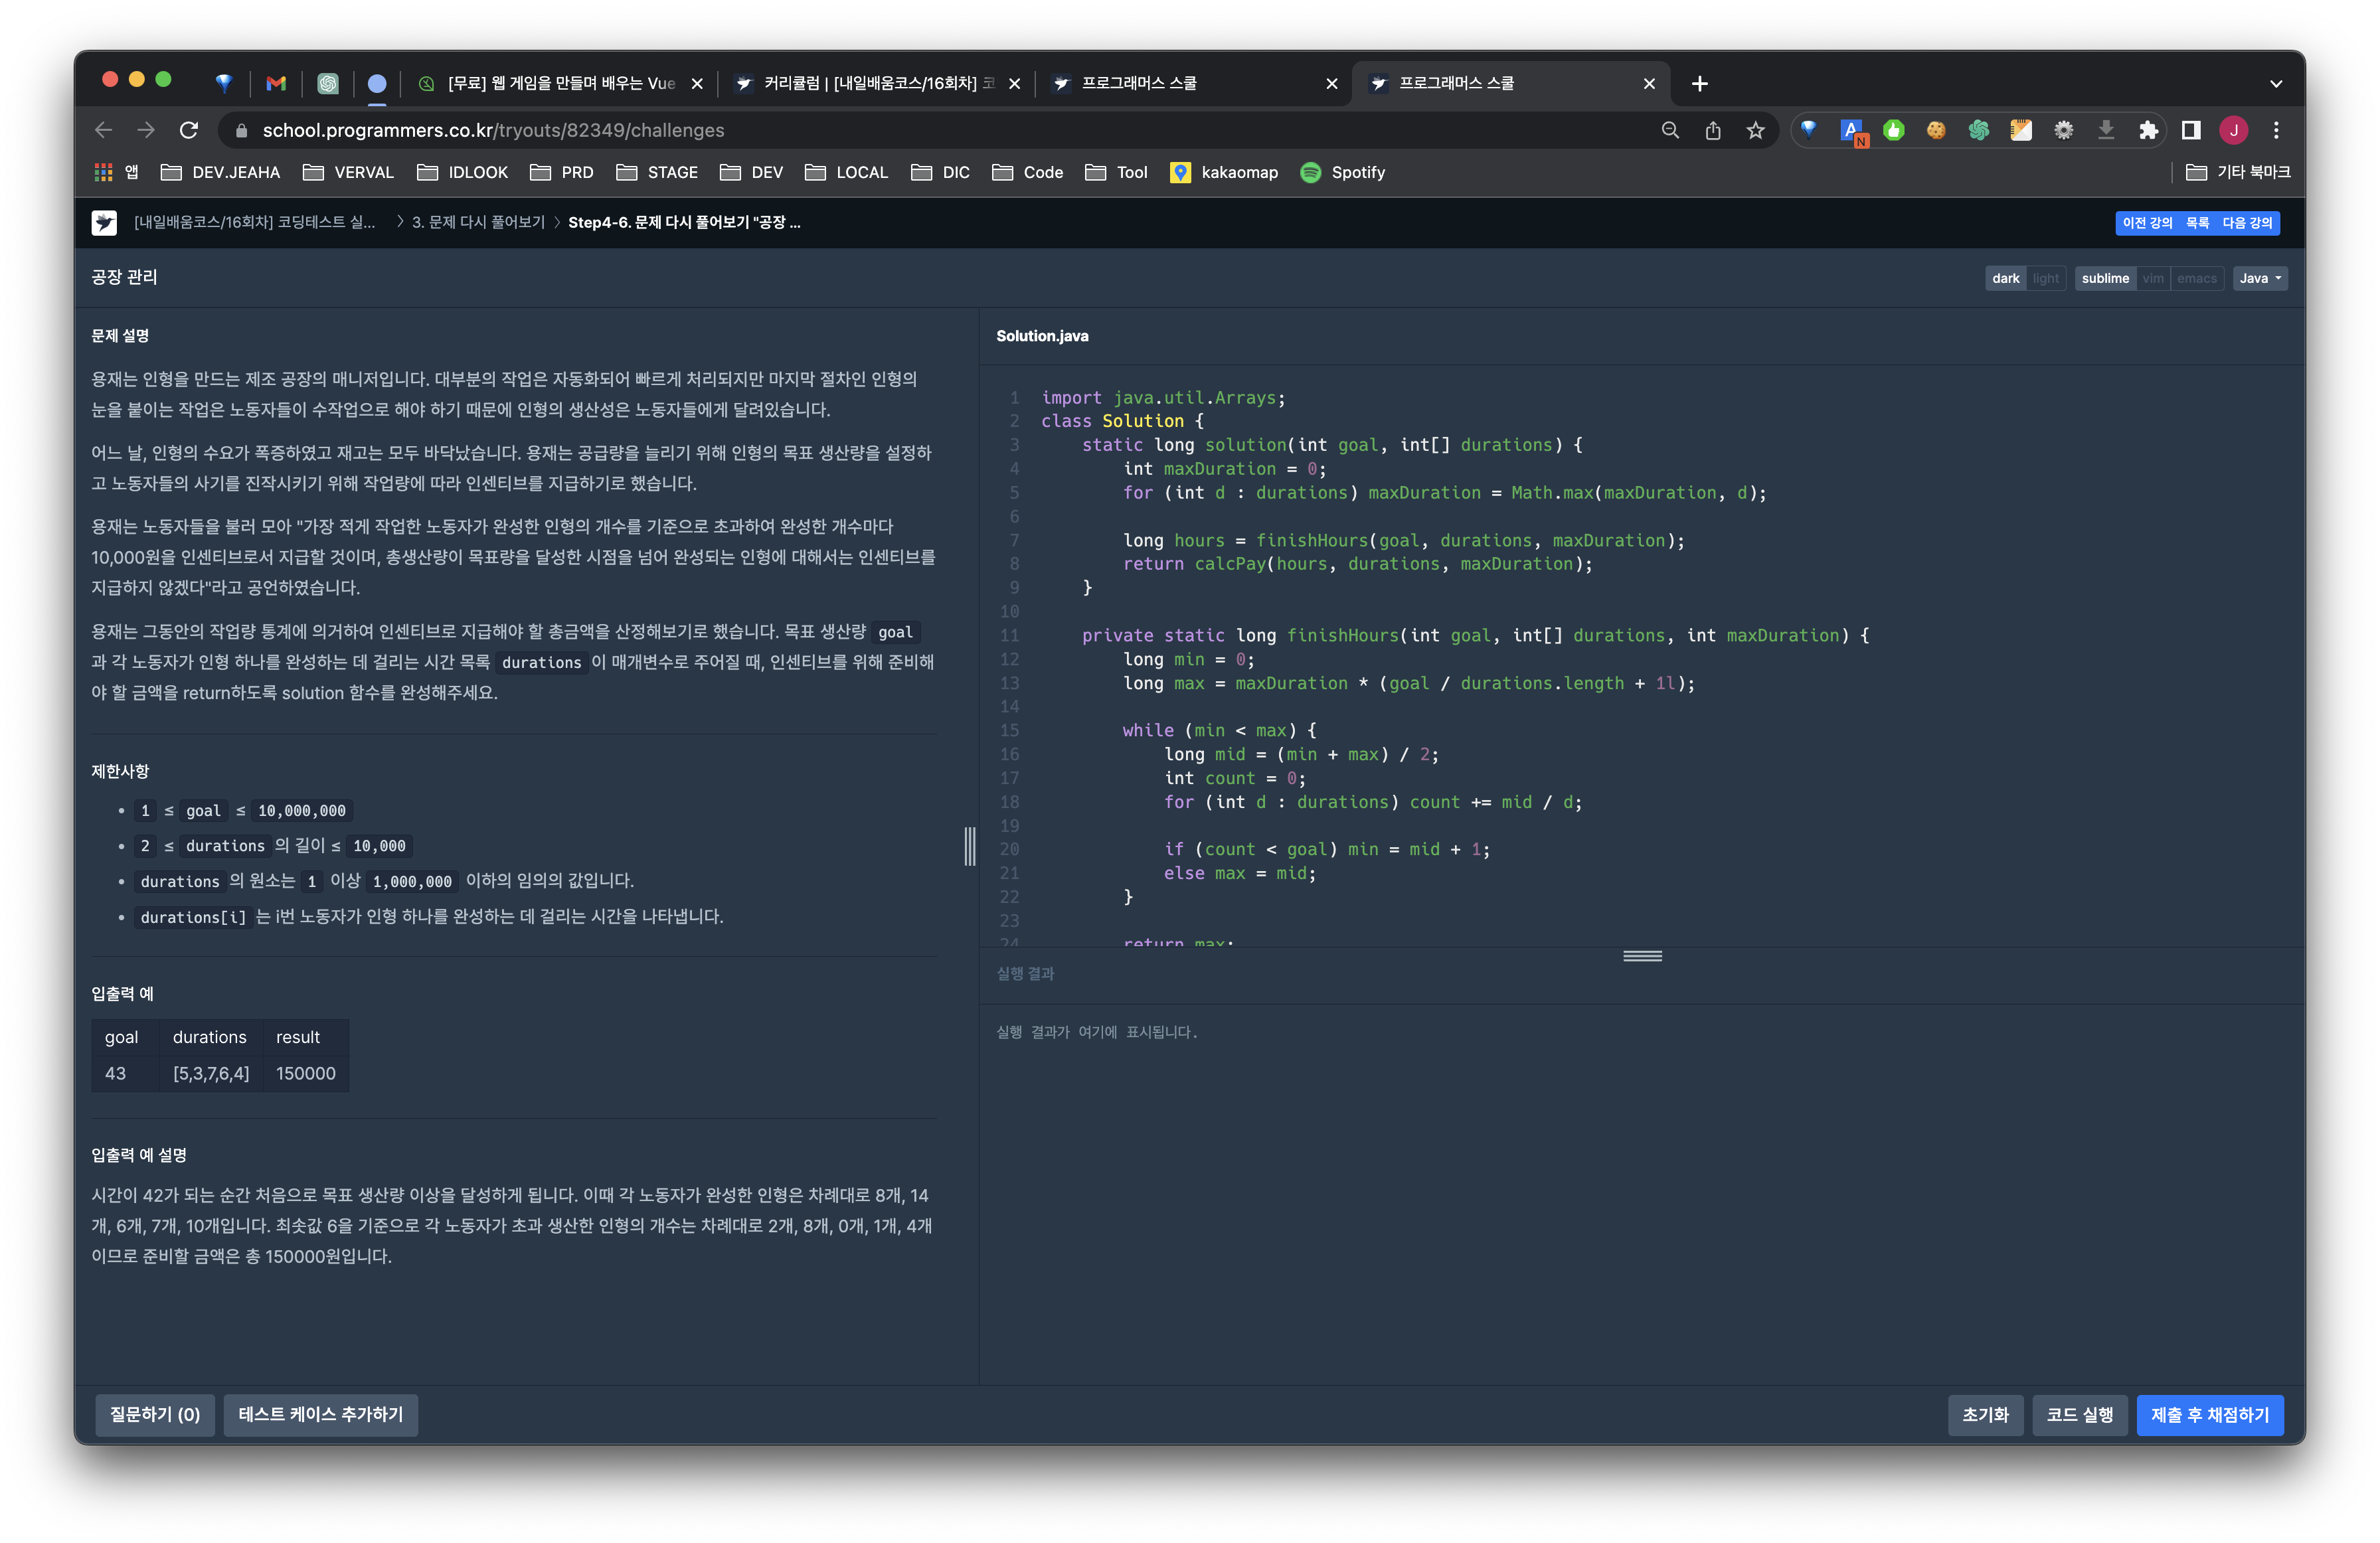 [무료] 웹 게임을 만들며 배우는 Vue
커리큘럼 | [내일배움코스/16회차] 코
프로그래머스 스쿨
프로그래머스 스쿨
school.programmers.co.kr/tryouts/82349/challenges
A
N
J
앱
DEV.JEAHA
VERVAL
IDLOOK
PRD
STAGE
DEV
LOCAL
DIC
Code
Tool
kakaomap
Spotify
기타 북마크
[내일배움코스/16회차] 코딩테스트 실... > 3. 문제 다시 풀어보기 > Step4-6. 문제 다시 풀어보기 "공장 ...
이전 강의 목록 다음 강의
공장 관리
dark light sublime vim emacs Java
문제 설명
용재는 인형을 만드는 제조 공장의 매니저입니다. 대부분의 작업은 자동화되어 빠르게 처리되지만 마지막 절차인 인형의
눈을 붙이는 작업은 노동자들이 수작업으로 해야 하기 때문에 인형의 생산성은 노동자들에게 달려있습니다.
어느 날, 인형의 수요가 폭증하였고 재고는 모두 바닥났습니다. 용재는 공급량을 늘리기 위해 인형의 목표 생산량을 설정하
고 노동자들의 사기를 진작시키기 위해 작업량에 따라 인센티브를 지급하기로 했습니다.
용재는 노동자들을 불러 모아 "가장 적게 작업한 노동자가 완성한 인형의 개수를 기준으로 초과하여 완성한 개수마다
10,000원을 인센티브로서 지급할 것이며, 총생산량이 목표량을 달성한 시점을 넘어 완성되는 인형에 대해서는 인센티브를
지급하지 않겠다"라고 공언하였습니다.
용재는 그동안의 작업량 통계에 의거하여 인센티브로 지급해야 할 총금액을 산정해보기로 했습니다. 목표 생산량 goal
과 각 노동자가 인형 하나를 완성하는 데 걸리는 시간 목록 durations 이 매개변수로 주어질 때, 인센티브를 위해 준비해
야 할 금액을 return하도록 solution 함수를 완성해주세요.
제한사항
• 1 ≤ goal ≤ 10,000,000
• 2 ≤ durations 의 길이 ≤ 10,000
• durations 의 원소는 1 이상 1,000,000 이하의 임의의 값입니다.
• durations[i] 는 i번 노동자가 인형 하나를 완성하는 데 걸리는 시간을 나타냅니다.
입출력 예
goal durations result
43 [5,3,7,6,4] 150000
입출력 예 설명
시간이 42가 되는 순간 처음으로 목표 생산량 이상을 달성하게 됩니다. 이때 각 노동자가 완성한 인형은 차례대로 8개, 14
개, 6개, 7개, 10개입니다. 최솟값 6을 기준으로 각 노동자가 초과 생산한 인형의 개수는 차례대로 2개, 8개, 0개, 1개, 4개
이므로 준비할 금액은 총 150000원입니다.
Solution.java
1 import java.util.Arrays;
2 class Solution {
3 static long solution(int goal, int[] durations) {
4 int maxDuration = 0;
5 for (int d : durations) maxDuration = Math.max(maxDuration, d);
6
7 long hours = finishHours(goal, durations, maxDuration);
8 return calcPay(hours, durations, maxDuration);
9 }
10
11 private static long finishHours(int goal, int[] durations, int maxDuration) {
12 long min = 0;
13 long max = maxDuration * (goal / durations.length + 1l);
14
15 while (min < max) {
16 long mid = (min + max) / 2;
17 int count = 0;
18 for (int d : durations) count += mid / d;
19
20 if (count < goal) min = mid + 1;
21 else max = mid;
22 }
23
24 return max;
실행 결과
실행 결과가 여기에 표시됩니다.
질문하기 (0)
테스트 케이스 추가하기
초기화
코드 실행
제출 후 채점하기